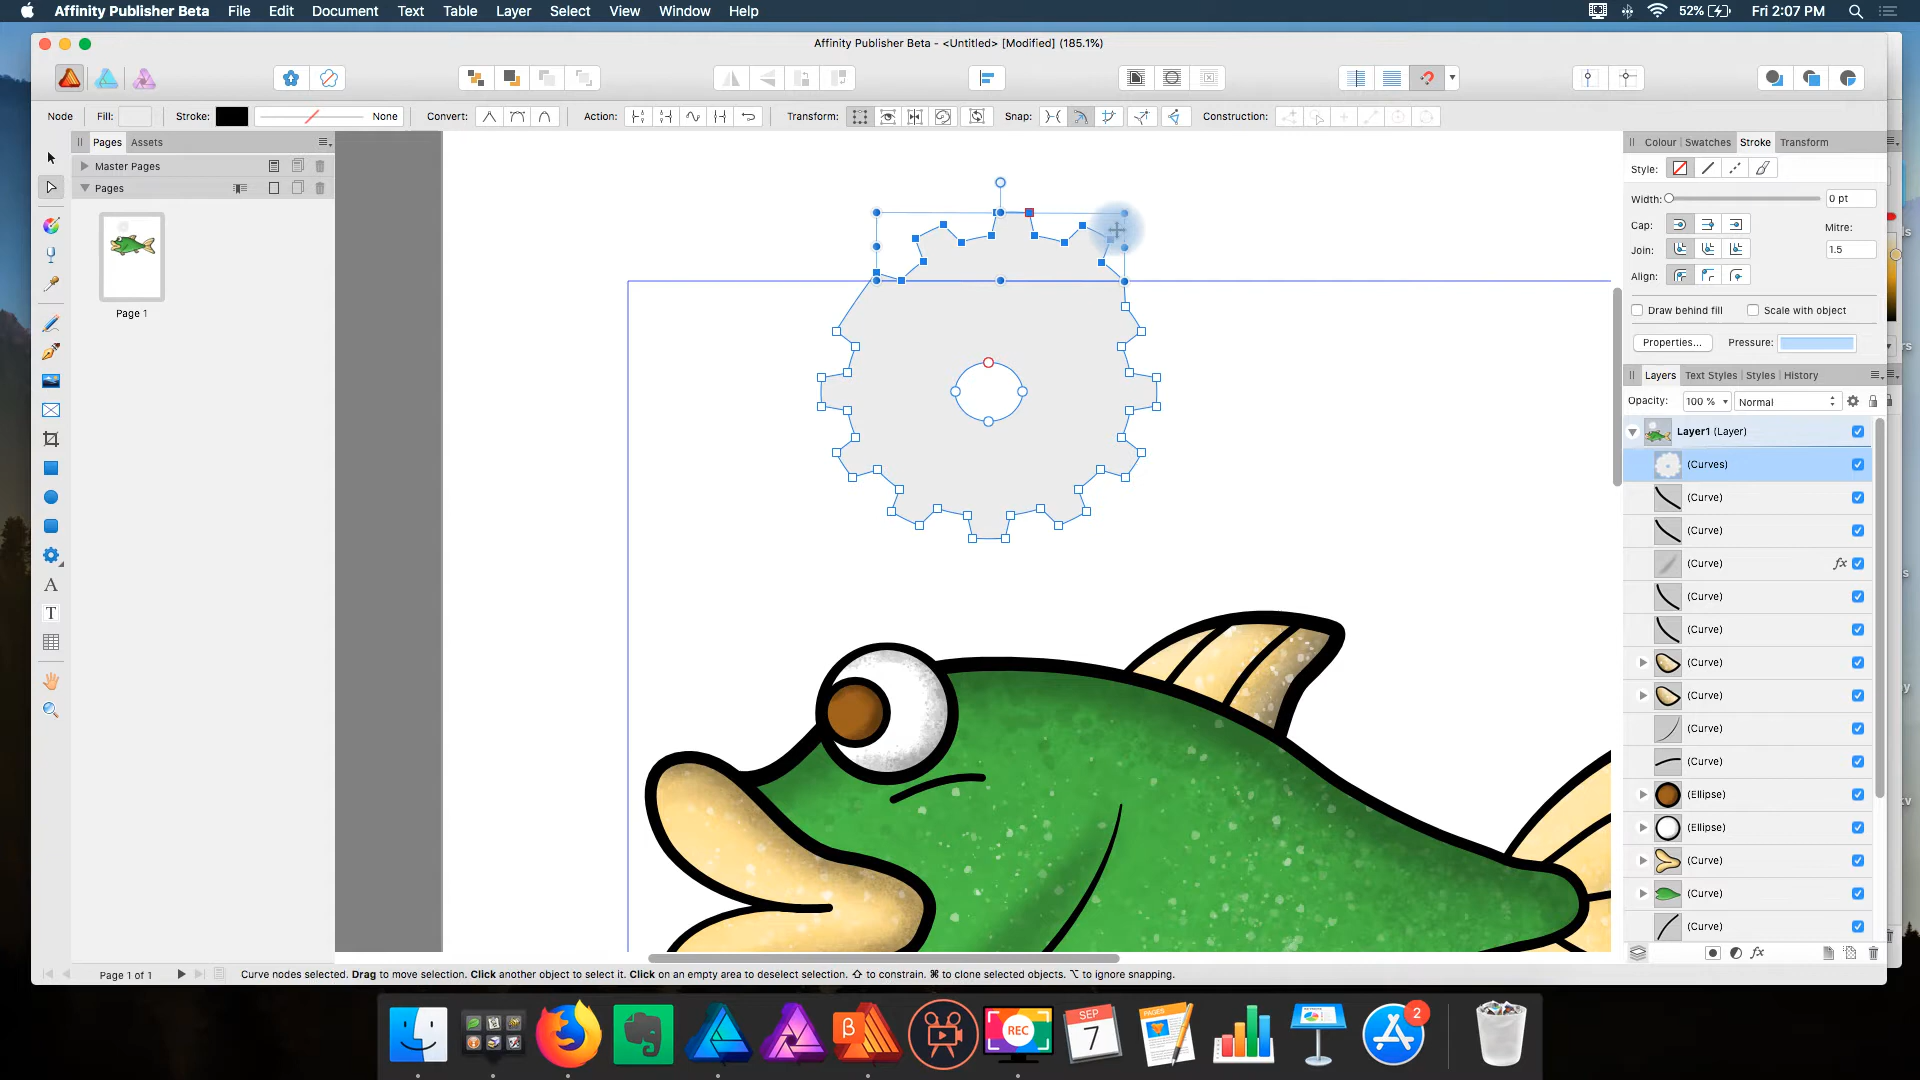 Affinity Publisher Beta File Edit Document Text Table Layer Select View Window Help 52% Fri 2:07 PM
Affinity Publisher Beta - <Untitled> [Modified] (185.1%)
Node Fill: Stroke: None Convert: Action: Transform: Snap: Construction:
Pages Assets
Master Pages
Pages
Page 1
Colour Swatches Stroke Transform
Style:
Width: 0 pt
Cap: Mitre:
Join: 1.5
Align:
Draw behind fill Scale with object
Properties... Pressure:
Layers Text Styles Styles History
Opacity: 100 % Normal
Layer1 (Layer)
(Curves)
(Curve)
(Curve)
(Curve) fx
(Curve)
(Curve)
(Curve)
(Curve)
(Curve)
(Curve)
(Ellipse)
(Ellipse)
(Curve)
(Curve)
(Curve)
fx
A
T
Page 1 of 1 Curve nodes selected. Drag to move selection. Click another object to select it. Click on an empty area to deselect selection. ⇧ to constrain. ⌘ to clone selected objects. ⌥ to ignore snapping.
β REC SEP 7 2